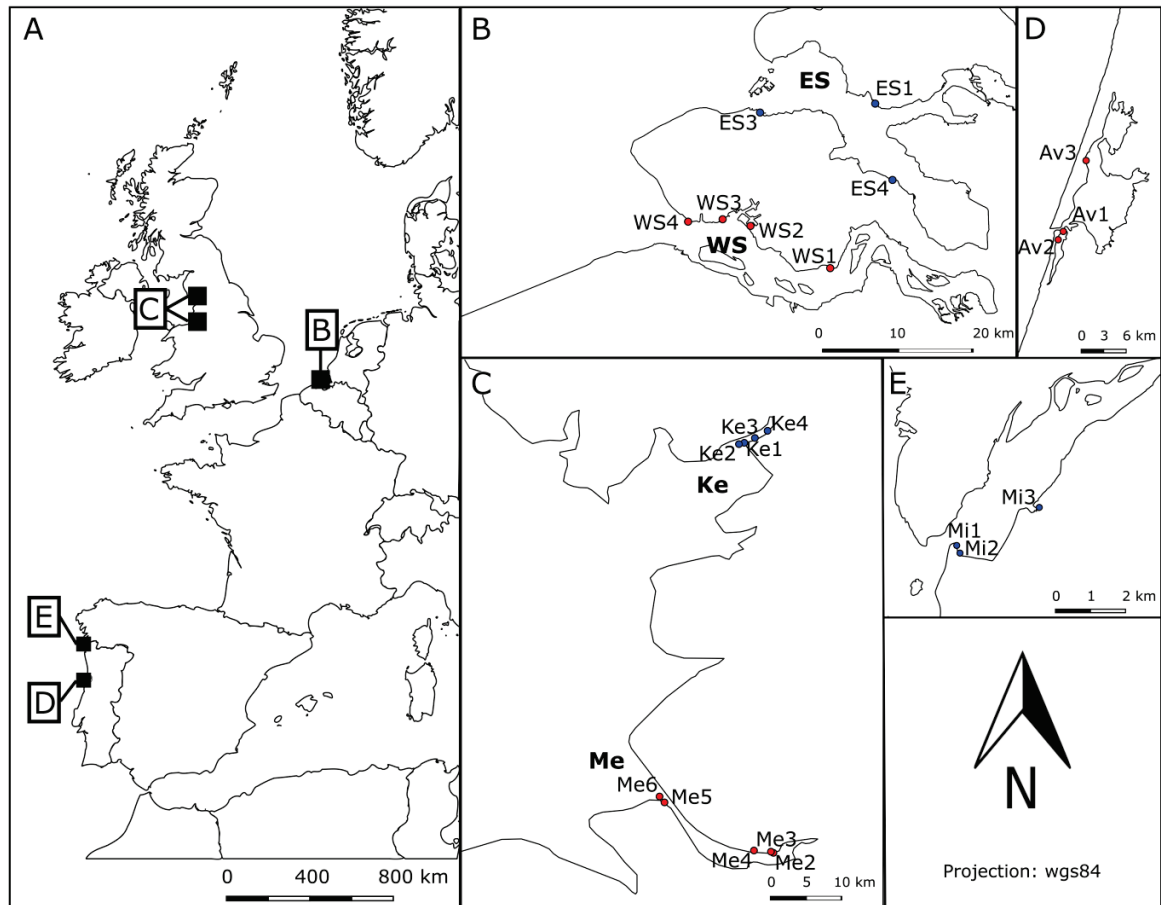 A
C
B
E
D
0 400 800 km
B
ES
ES1
ES3
ES4
WS3
WS4
WS2
WS
WS1
0 10 20 km
C
Ke3
Ke4
Ke2
Ke1
Ke
Me
Me6
Me5
Me3
Me4
Me2
0 5 10 km
D
Av3
Av1
Av2
0 3 6 km
E
Mi3
Mi1
Mi2
0 1 2 km
N
Projection: wgs84